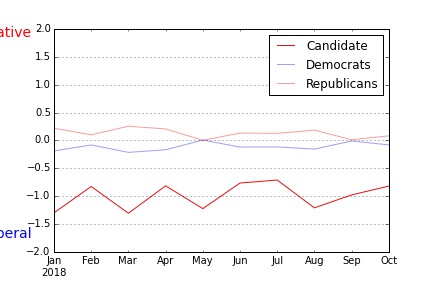 2.0
ative
Candidate
Democrats
Republicans
1.5
1.0
0.5
0.0
−0.5
−1.0
−1.5
peral
−2.0
Jan Feb Mar Apr May Jun Jul Aug Sep Oct
2018